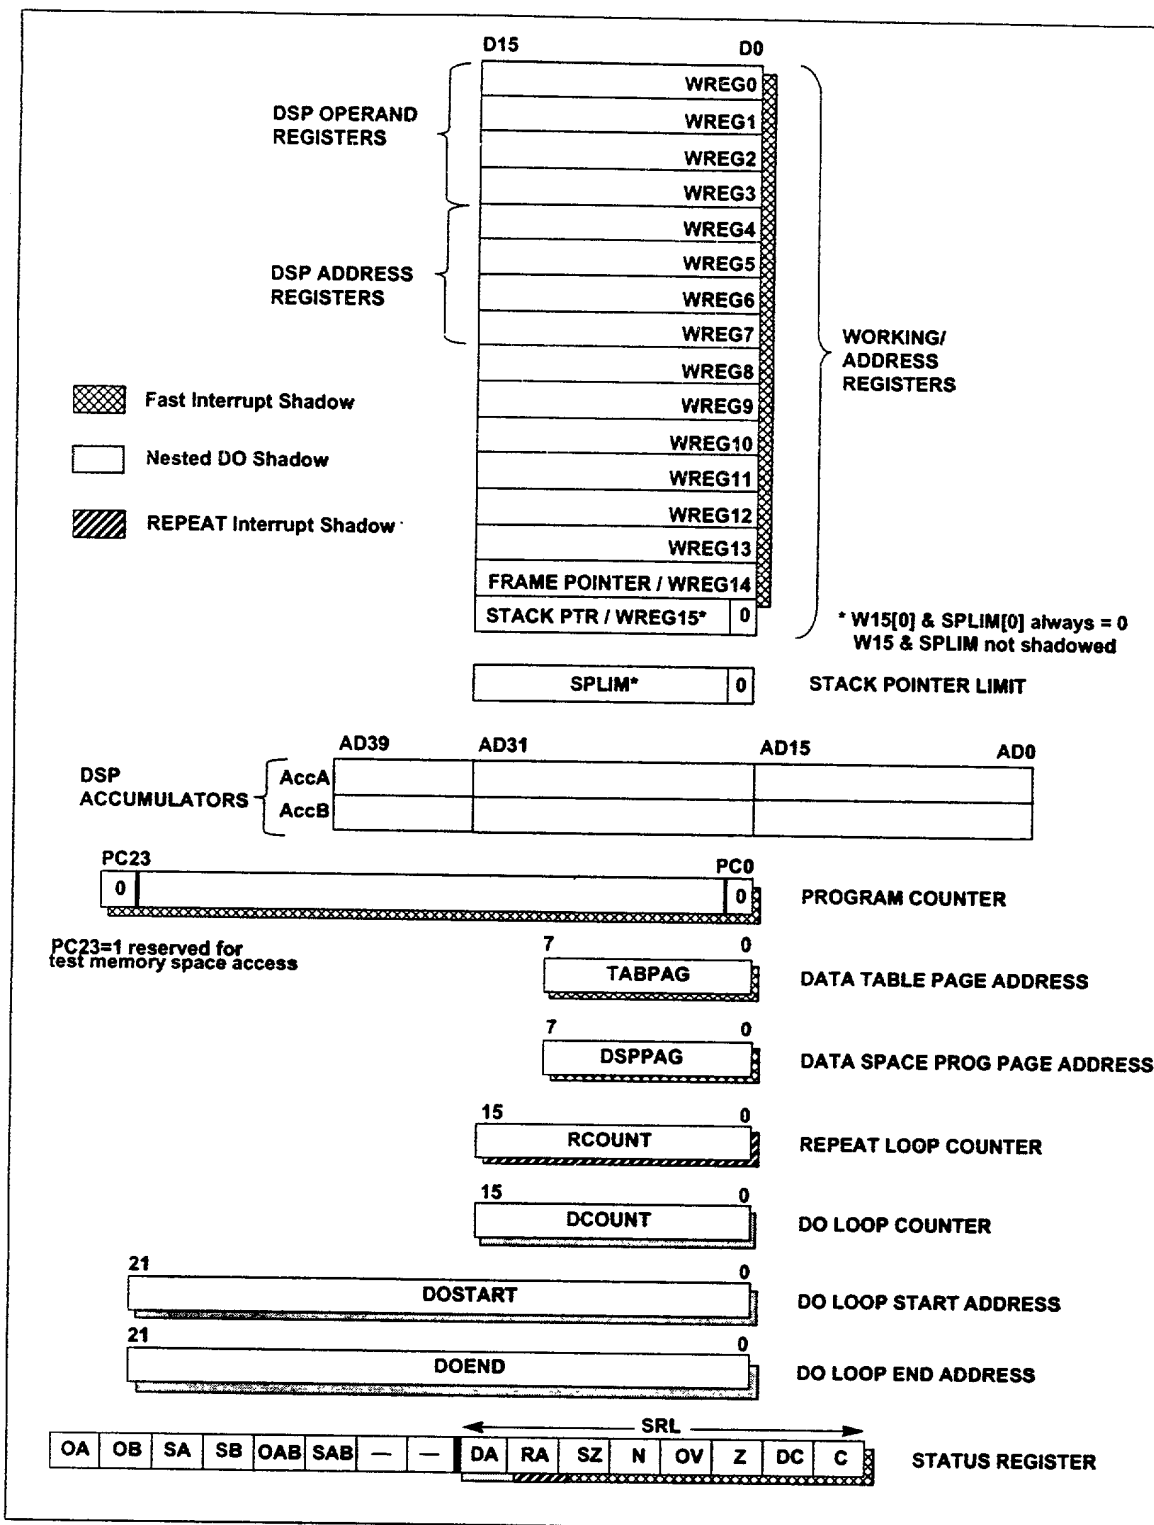 D15 D0
DSP OPERAND
REGISTERS
WREG0
WREG1
WREG2
WREG3
DSP ADDRESS
REGISTERS
WREG4
WREG5
WREG6
WREG7
WREG8
WREG9
WREG10
WREG11
WREG12
WREG13
FRAME POINTER / WREG14
STACK PTR / WREG15* 0
WORKING/
ADDRESS
REGISTERS
Fast Interrupt Shadow
Nested DO Shadow
REPEAT Interrupt Shadow
* W15[0] & SPLIM[0] always = 0
W15 & SPLIM not shadowed
SPLIM* 0 STACK POINTER LIMIT
AD39 AD31 AD15 AD0
DSP
ACCUMULATORS
AccA
AccB
PC23 PC0
0 0 PROGRAM COUNTER
PC23=1 reserved for
test memory space access
7 0
TABPAG DATA TABLE PAGE ADDRESS
7 0
DSPPAG DATA SPACE PROG PAGE ADDRESS
15 0
RCOUNT REPEAT LOOP COUNTER
15 0
DCOUNT DO LOOP COUNTER
21 0
DOSTART DO LOOP START ADDRESS
21 0
DOEND DO LOOP END ADDRESS
SRL
OA OB SA SB OAB SAB — — DA RA SZ N OV Z DC C STATUS REGISTER